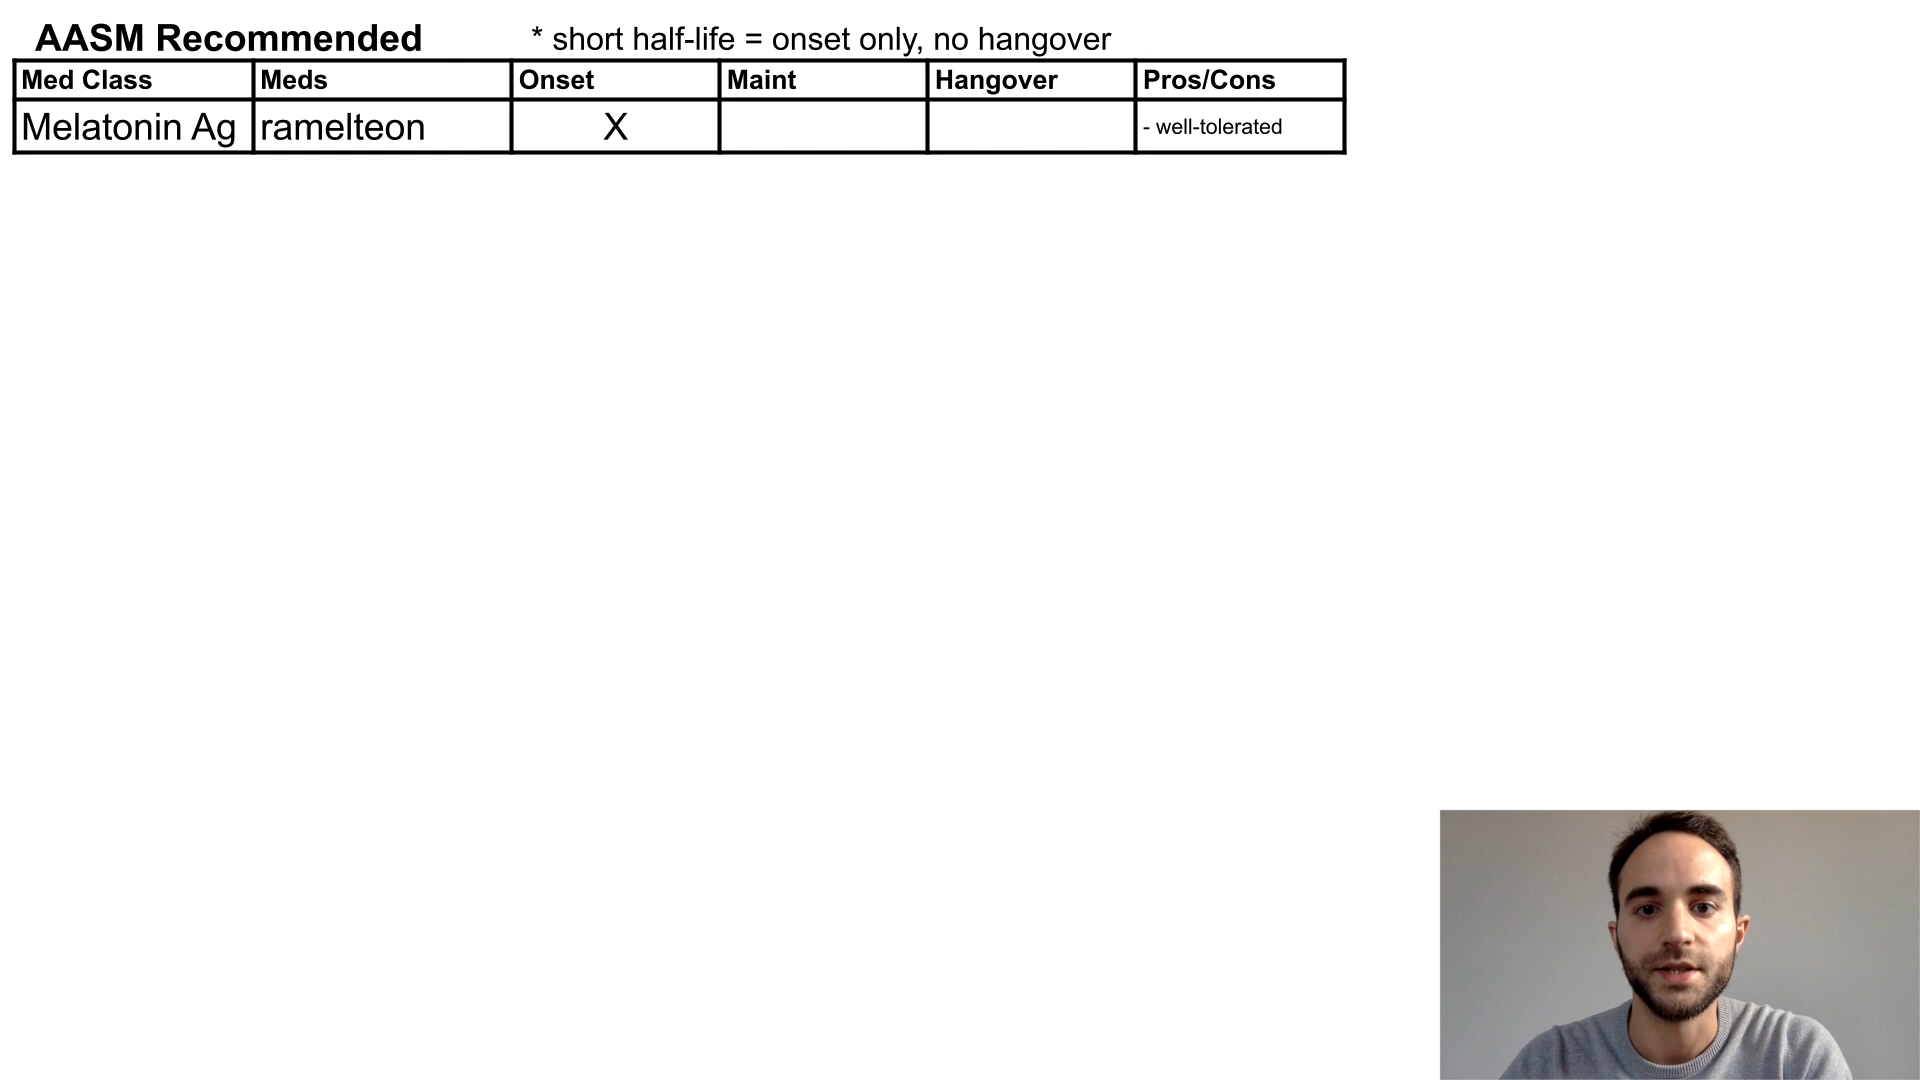 AASM Recommended * short half-life = onset only, no hangover
Med Class Meds Onset Maint Hangover Pros/Cons
Melatonin Ag ramelteon X - well-tolerated